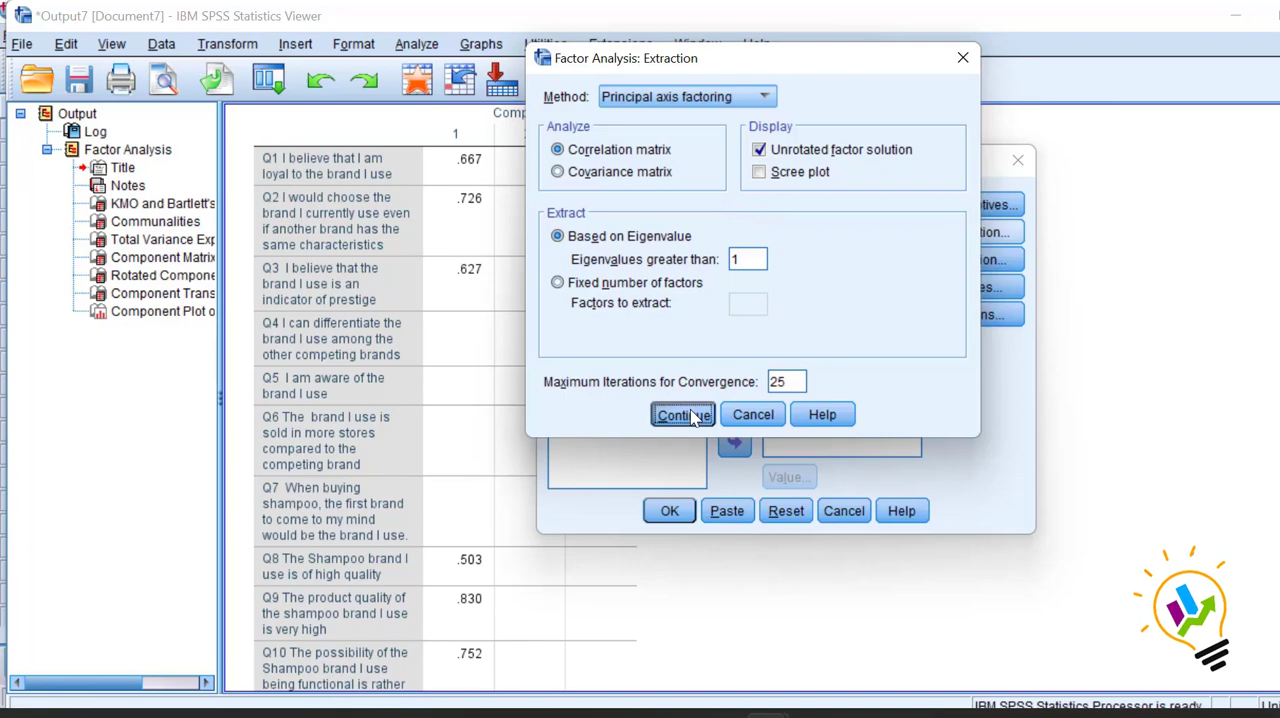 *Output7 [Document7] - IBM SPSS Statistics Viewer
File Edit View Data Transform Insert Format Analyze Graphs
Output
Log
Factor Analysis
Title
Notes
KMO and Bartlett's
Communalities
Total Variance Exp
Component Matrix
Rotated Compone
Component Trans
Component Plot o
Comp
1
Q1 I believe that I am
loyal to the brand I use
.667
Q2 I would choose the
brand I currently use even
if another brand has the
same characteristics
.726
Q3 I believe that the
brand I use is an
indicator of prestige
.627
Q4 I can differentiate the
brand I use among the
other competing brands
Q5 I am aware of the
brand I use
Q6 The brand I use is
sold in more stores
compared to the
competing brand
Q7 When buying
shampoo, the first brand
to come to my mind
would be the brand I use.
Q8 The Shampoo brand I
use is of high quality
.503
Q9 The product quality of
the shampoo brand I use
is very high
.830
Q10 The possibility of the
Shampoo brand I use
being functional is rather
.752
Factor Analysis: Extraction
Method: Principal axis factoring
Analyze
Correlation matrix
Covariance matrix
Display
Unrotated factor solution
Scree plot
Extract
Based on Eigenvalue
Eigenvalues greater than: 1
Fixed number of factors
Factors to extract:
Maximum Iterations for Convergence: 25
Continue Cancel Help
tives...
tion...
on...
es...
ns...
Value...
OK Paste Reset Cancel Help
IBM SPSS Statistics Processor is ready